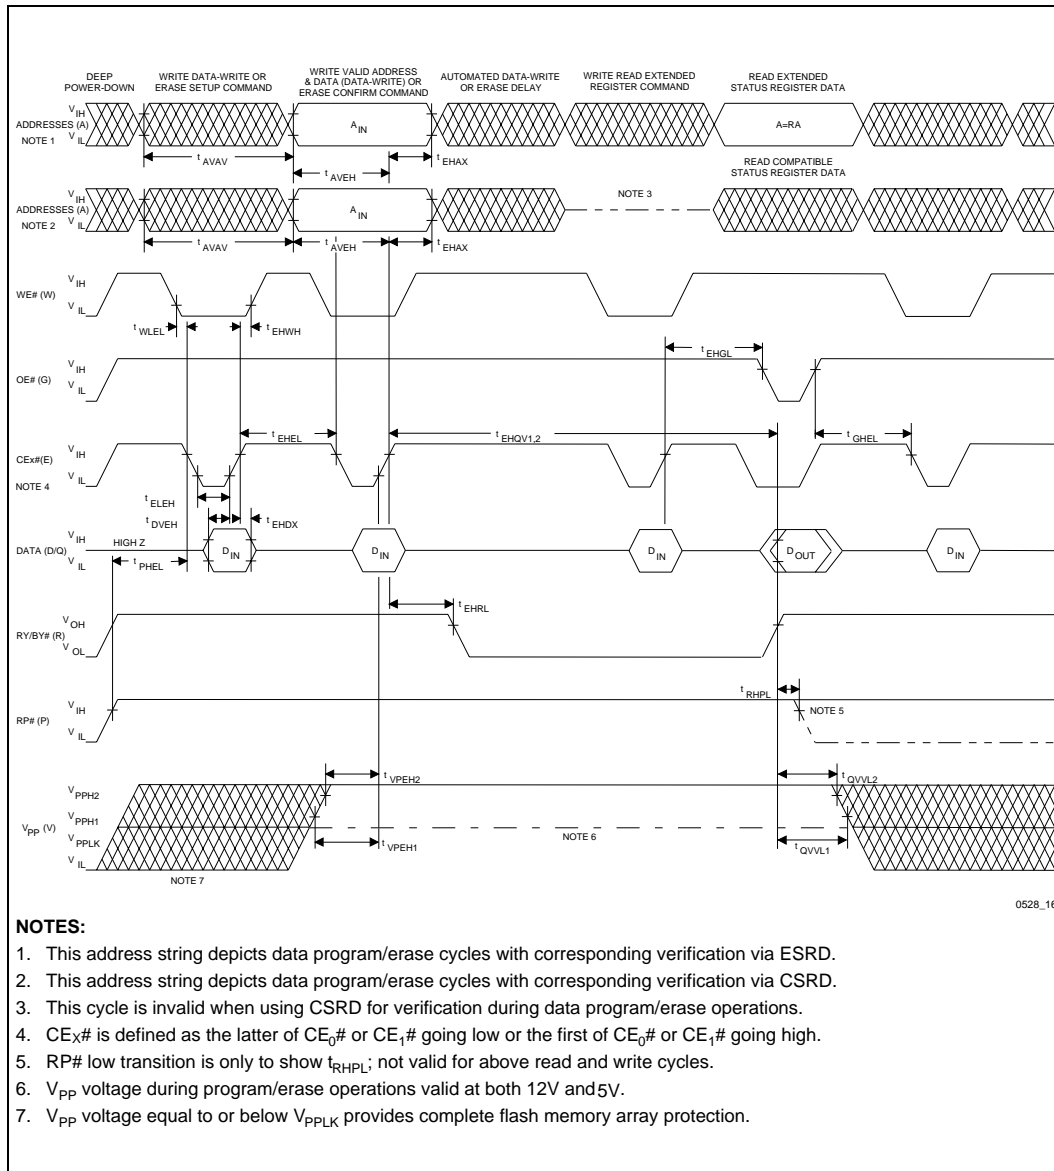 DEEP
POWER-DOWN
WRITE DATA-WRITE OR
ERASE SETUP COMMAND
WRITE VALID ADDRESS
& DATA (DATA-WRITE) OR
ERASE CONFIRM COMMAND
AUTOMATED DATA-WRITE
OR ERASE DELAY
WRITE READ EXTENDED
REGISTER COMMAND
READ EXTENDED
STATUS REGISTER DATA
V IH
ADDRESSES (A)
NOTE 1
V IL
A IN
A=RA
t AVAV
t AVEH
t EHAX
READ COMPATIBLE
STATUS REGISTER DATA
V IH
ADDRESSES (A)
NOTE 2
V IL
A IN
NOTE 3
t AVAV
t AVEH
t EHAX
V IH
WE# (W)
V IL
t WLEL
t EHWH
t EHGL
V IH
OE# (G)
V IL
t EHEL
t EHQV1,2
t GHEL
V IH
CEx#(E)
V IL
NOTE 4
t ELEH
t DVEH
t EHDX
V IH
HIGH Z
DATA (D/Q)
V IL
D IN
D IN
D IN
D OUT
D IN
t PHEL
t EHRL
V OH
RY/BY# (R)
V OL
t RHPL
V IH
RP# (P)
V IL
NOTE 5
t VPEH2
t QVVL2
V PPH2
V PPH1
V PP (V)
V PPLK
V IL
NOTE 6
t VPEH1
t QVVL1
NOTE 7
0528_16
NOTES:
1. This address string depicts data program/erase cycles with corresponding verification via ESRD.
2. This address string depicts data program/erase cycles with corresponding verification via CSRD.
3. This cycle is invalid when using CSRD for verification during data program/erase operations.
4. CEX# is defined as the latter of CE0# or CE1# going low or the first of CE0# or CE1# going high.
5. RP# low transition is only to show tRHPL; not valid for above read and write cycles.
6. VPP voltage during program/erase operations valid at both 12V and 5V.
7. VPP voltage equal to or below VPPLK provides complete flash memory array protection.